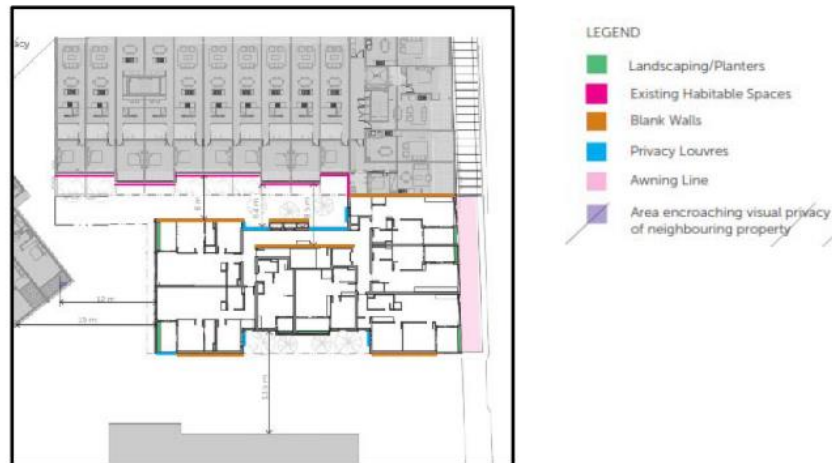 acy
LEGEND
Landscaping/Planters
Existing Habitable Spaces
Blank Walls
Privacy Louvres
Awning Line
Area encroaching visual privacy
of neighbouring property
12 m